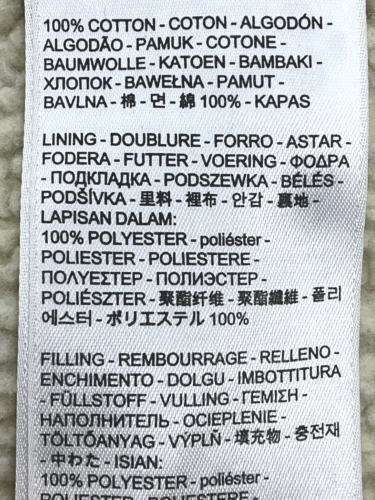 100% COTTON - COTON - ALGODÓN -
ALGODÃO - PAMUK - COTONE -
BAUMWOLLE - KATOEN - BAMBAKI -
ХЛОПОК - BAWEŁNA - PAMUT -
BAVLNA - 棉 - 면 - 綿 100% - KAPAS
LINING - DOUBLURE - FORRO - ASTAR -
FODERA - FUTTER - VOERING - ΦΟΔΡΑ
- ПОДКЛАДКА - PODSZEWKA - BÉLÉS -
PODŠÍVKA - 里料 - 裡布 - 안감 - 裏地 -
LAPISAN DALAM:
100% POLYESTER - poliéster -
POLIESTER - POLIESTERE -
ΠΟΛΥΕΣΤΕΡ - ПОЛИЭСТЕР -
POLIÉSZTER - 聚酯纤维 - 聚酯纖維 - 폴리
에스터 - ポリエステル 100%
FILLING - REMBOURRAGE - RELLENO -
ENCHIMENTO - DOLGU - IMBOTTITURA
- FÜLLSTOFF - VULLING - ΓΕΜΙΣΗ -
НАПОЛНИТЕЛЬ - OCIEPLENIE -
TÖLTŐANYAG - VÝPLŇ - 填充物 - 충전재
- 中わた - ISIAN:
100% POLYESTER - poliéster -
POLIESTER - POLIESTERE -